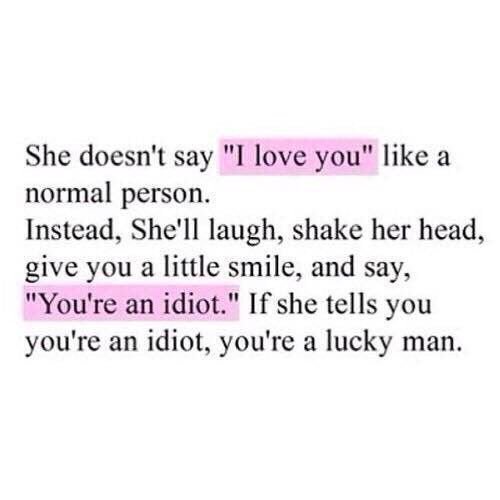 She doesn't say "I love you" like a
normal person.
Instead, She'll laugh, shake her head,
give you a little smile, and say,
"You're an idiot." If she tells you
you're an idiot, you're a lucky man.